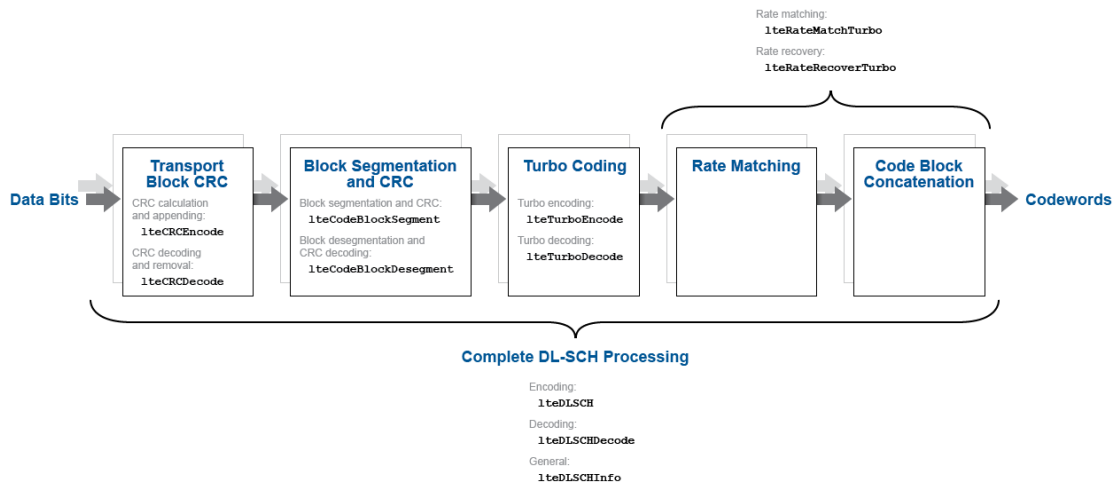 Rate matching:
lteRateMatchTurbo
Rate recovery:
lteRateRecoverTurbo
Data Bits
Transport
Block CRC
CRC calculation
and appending:
lteCRCEncode
CRC decoding
and removal:
lteCRCDecode
Block Segmentation
and CRC
Block segmentation and CRC:
lteCodeBlockSegment
Block desegmentation and
CRC decoding:
lteCodeBlockDesegment
Turbo Coding
Turbo encoding:
lteTurboEncode
Turbo decoding:
lteTurboDecode
Rate Matching
Code Block
Concatenation
Codewords
Complete DL-SCH Processing
Encoding:
lteDLSCH
Decoding:
lteDLSCHDecode
General:
lteDLSCHInfo